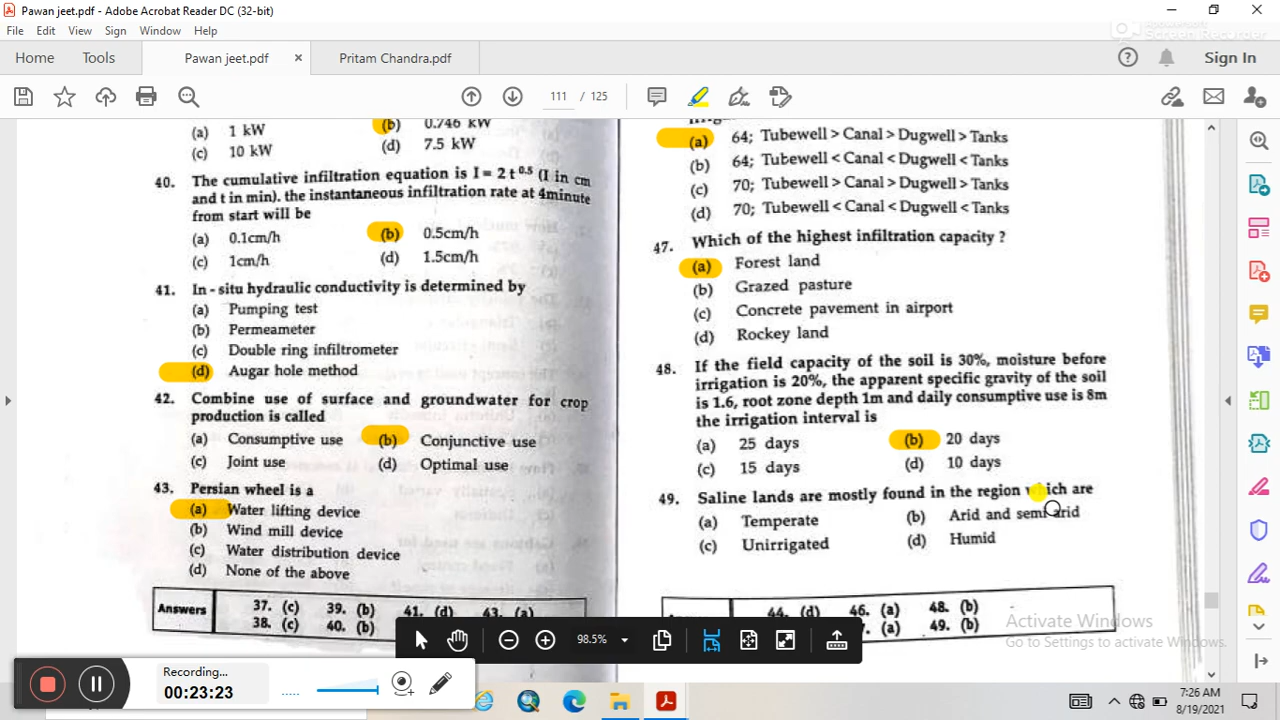 Pawan jeet.pdf - Adobe Acrobat Reader DC (32-bit)
File Edit View Sign Window Help
Home Tools Pawan jeet.pdf × Pritam Chandra.pdf Sign In
Screen Recorder
111 / 125
(a) 1 kW (b) 0.746 kW
(c) 10 kW (d) 7.5 kW
40. The cumulative infiltration equation is I = 2 t 0.5 (I in cm
and t in min). the instantaneous infiltration rate at 4minute
from start will be
(a) 0.1cm/h (b) 0.5cm/h
(c) 1cm/h (d) 1.5cm/h
41. In - situ hydraulic conductivity is determined by
(a) Pumping test
(b) Permeameter
(c) Double ring infiltrometer
(d) Augar hole method
42. Combine use of surface and groundwater for crop
production is called
(a) Consumptive use (b) Conjunctive use
(c) Joint use (d) Optimal use
43. Persian wheel is a
(a) Water lifting device
(b) Wind mill device
(c) Water distribution device
(d) None of the above
Answers 37. (c) 39. (b) 41. (d) 43. (a)
38. (c) 40. (b)
(a) 64; Tubewell > Canal > Dugwell > Tanks
(b) 64; Tubewell < Canal < Dugwell < Tanks
(c) 70; Tubewell > Canal > Dugwell > Tanks
(d) 70; Tubewell < Canal < Dugwell < Tanks
47. Which of the highest infiltration capacity ?
(a) Forest land
(b) Grazed pasture
(c) Concrete pavement in airport
(d) Rockey land
48. If the field capacity of the soil is 30%, moisture before
irrigation is 20%, the apparent specific gravity of the soil
is 1.6, root zone depth 1m and daily consumptive use is 8m
the irrigation interval is
(a) 25 days (b) 20 days
(c) 15 days (d) 10 days
49. Saline lands are mostly found in the region which are
(a) Temperate (b) Arid and semi arid
(c) Unirrigated (d) Humid
44. (d) 46. (a) 48. (b)
(a) 49. (b)
Activate Windows
Go to Settings to activate Windows.
98.5%
Recording...
00:23:23
7:26 AM
8/19/2021